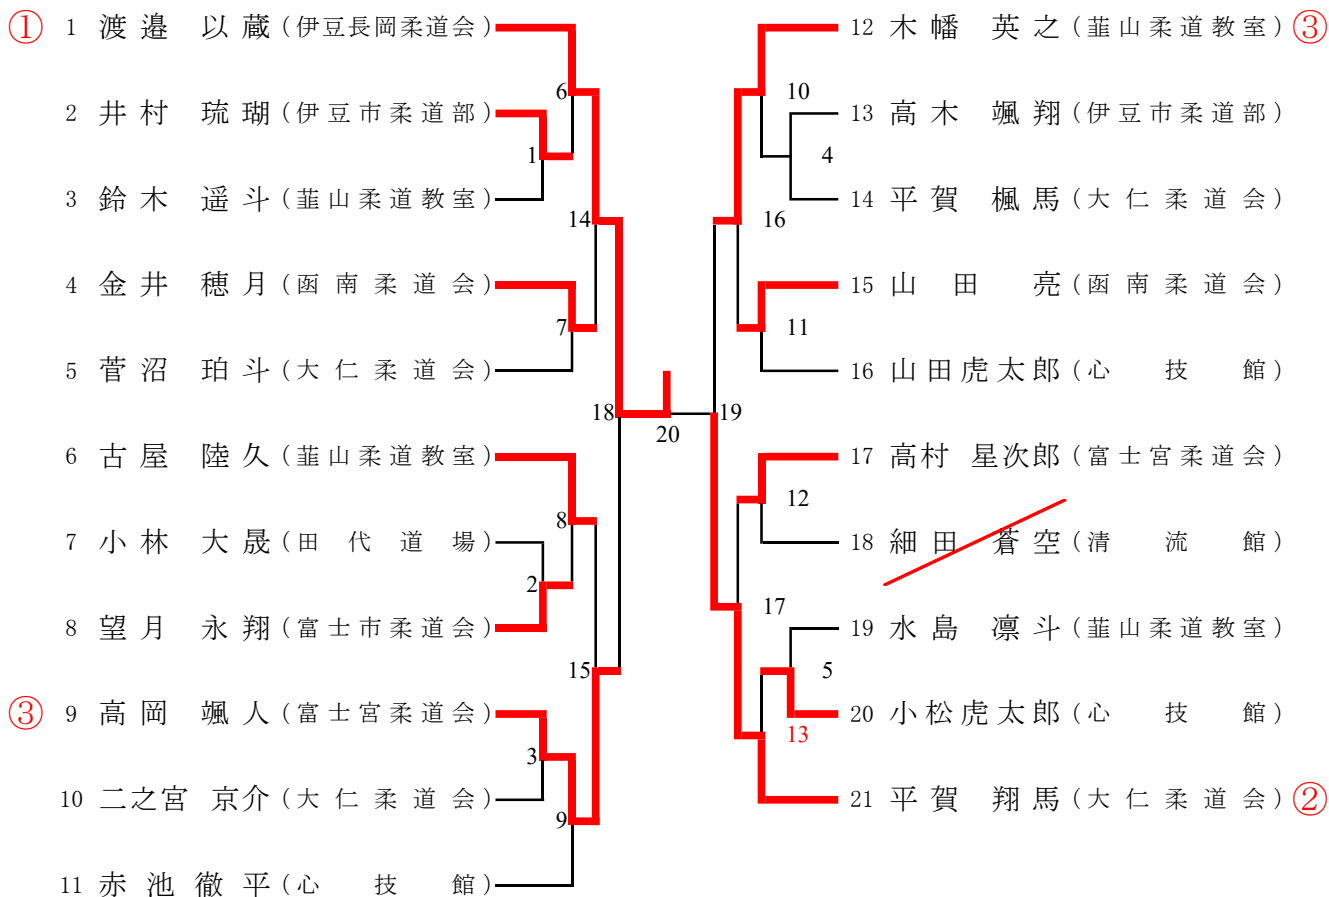 ① 1 渡邉 以蔵 (伊豆長岡柔道会)
2 井村 琉瑚 (伊豆市柔道部)
3 鈴木 遥斗 (韮山柔道教室)
4 金井 穂月 (函南柔道会)
5 菅沼 珀斗 (大仁柔道会)
6 古屋 陸久 (韮山柔道教室)
7 小林 大晟 (田代道場)
8 望月 永翔 (富士市柔道会)
③ 9 高岡 颯人 (富士宮柔道会)
10 二之宮 京介 (大仁柔道会)
11 赤池徹平 (心技館)
6
1
14
7
18
8
2
15
3
9
20
12 木幡 英之 (韮山柔道教室) ③
13 高木 颯翔 (伊豆市柔道部)
14 平賀 楓馬 (大仁柔道会)
15 山田 亮 (函南柔道会)
16 山田虎太郎 (心技館)
17 高村 星次郎 (富士宮柔道会)
18 細田 蒼空 (清流館)
19 水島 凛斗 (韮山柔道教室)
20 小松虎太郎 (心技館)
21 平賀 翔馬 (大仁柔道会) ②
10
4
16
11
19
12
17
5
13